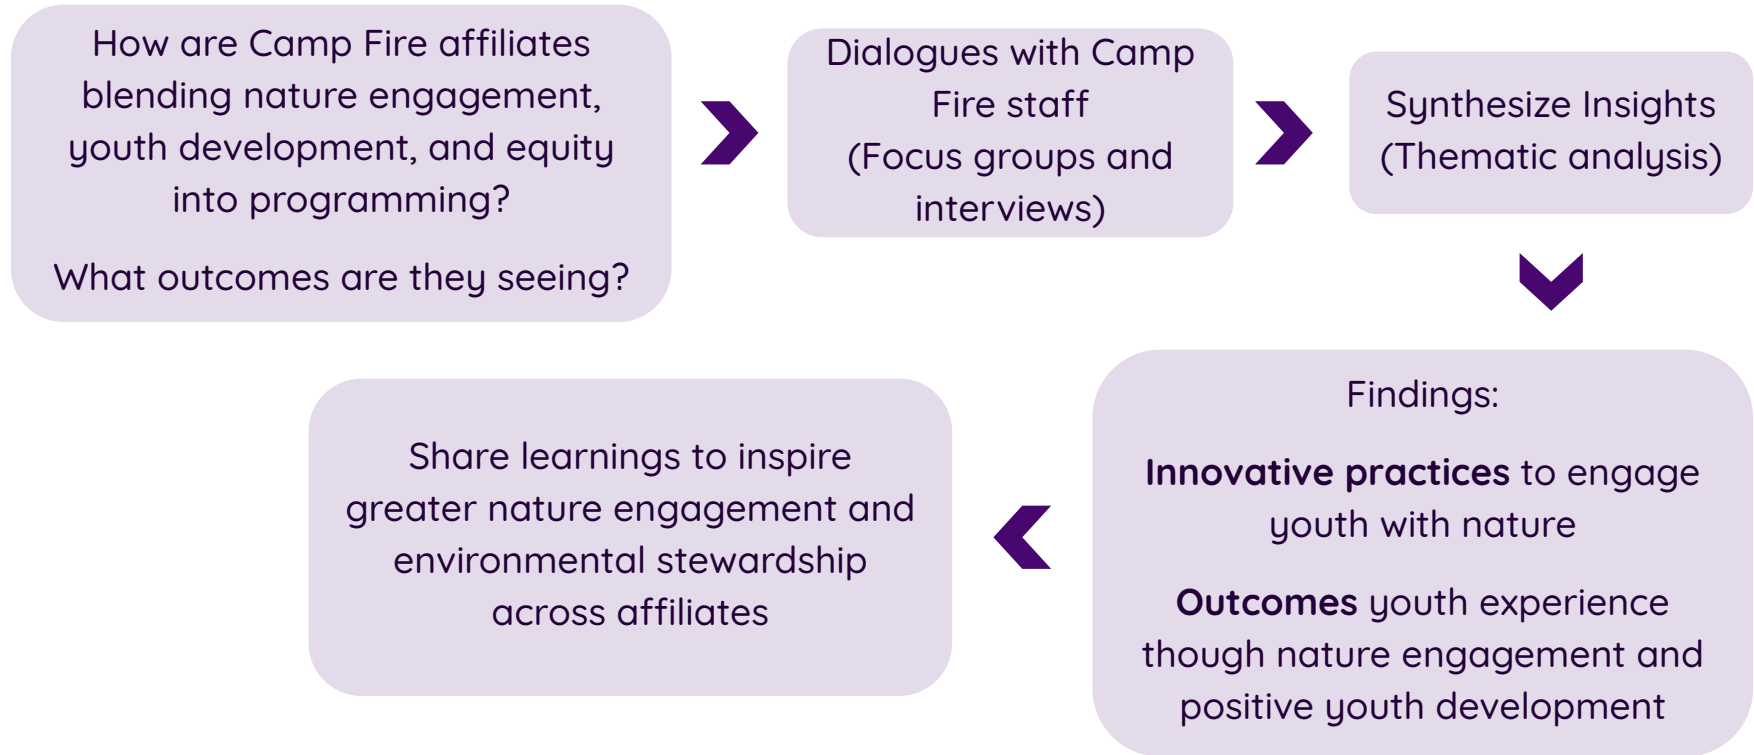 How are Camp Fire affiliates
blending nature engagement,
youth development, and equity
into programming?
What outcomes are they seeing?
Dialogues with Camp
Fire staff
(Focus groups and
interviews)
Synthesize Insights
(Thematic analysis)
Findings:
Innovative practices to engage
youth with nature
Outcomes youth experience
though nature engagement and
positive youth development
Share learnings to inspire
greater nature engagement and
environmental stewardship
across affiliates